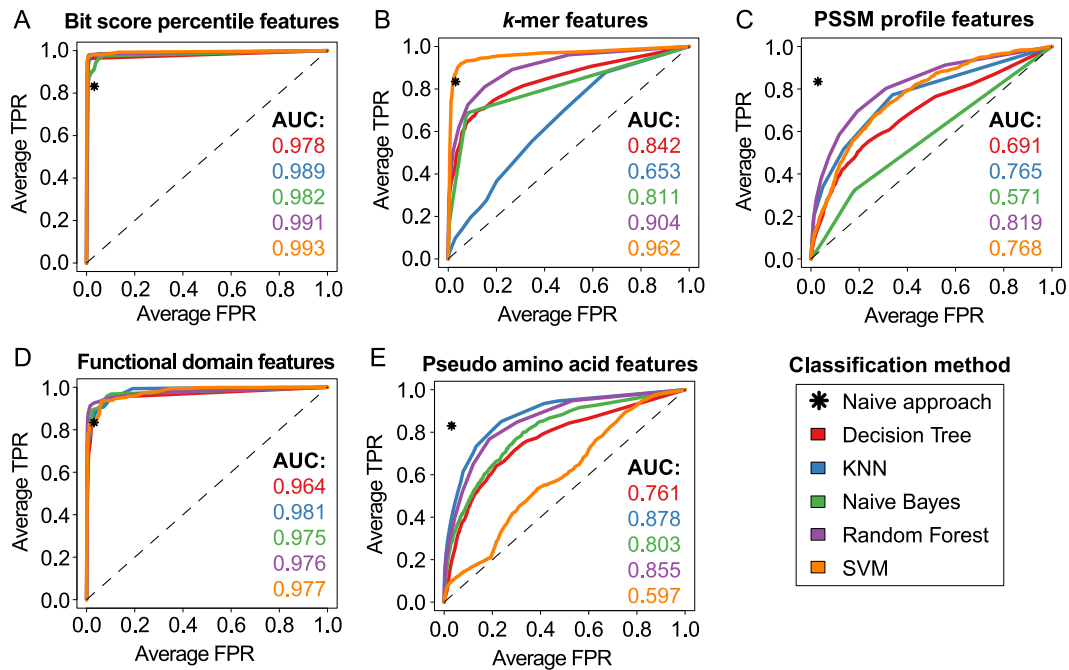 A
Bit score percentile features
1.0
0.8
0.6
0.4
0.2
0.0
Average TPR
AUC:
0.978
0.989
0.982
0.991
0.993
0.0 0.2 0.4 0.6 0.8 1.0
Average FPR
B
k-mer features
1.0
0.8
0.6
0.4
0.2
0.0
Average TPR
AUC:
0.842
0.653
0.811
0.904
0.962
0.0 0.2 0.4 0.6 0.8 1.0
Average FPR
C
PSSM profile features
1.0
0.8
0.6
0.4
0.2
0.0
Average TPR
AUC:
0.691
0.765
0.571
0.819
0.768
0.0 0.2 0.4 0.6 0.8 1.0
Average FPR
D
Functional domain features
1.0
0.8
0.6
0.4
0.2
0.0
Average TPR
AUC:
0.964
0.981
0.975
0.976
0.977
0.0 0.2 0.4 0.6 0.8 1.0
Average FPR
E
Pseudo amino acid features
1.0
0.8
0.6
0.4
0.2
0.0
Average TPR
AUC:
0.761
0.878
0.803
0.855
0.597
0.0 0.2 0.4 0.6 0.8 1.0
Average FPR
Classification method
Naive approach
Decision Tree
KNN
Naive Bayes
Random Forest
SVM